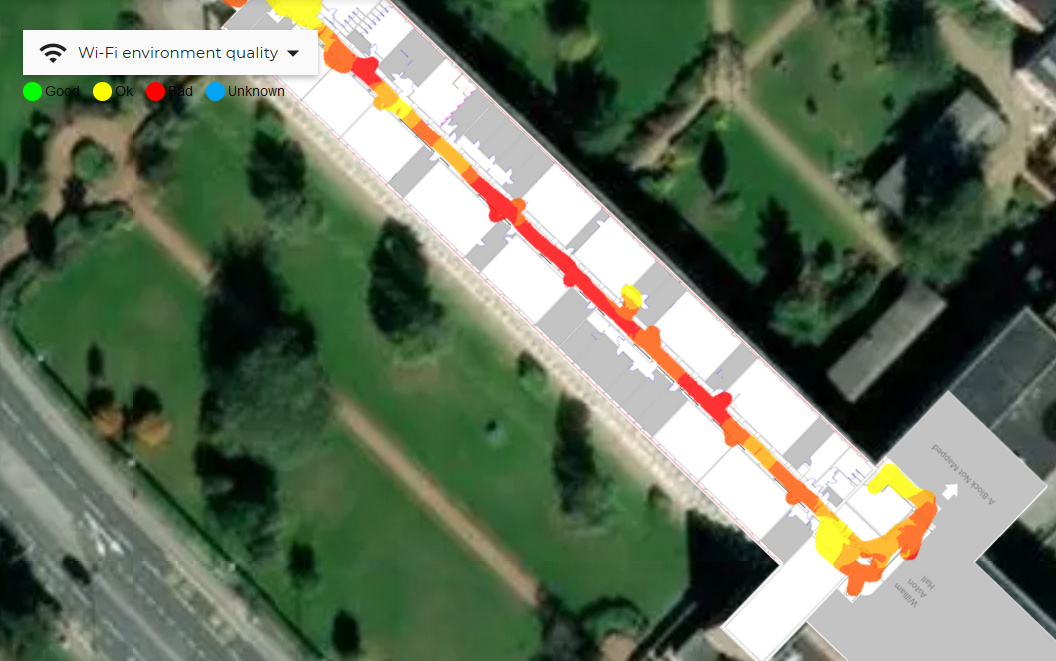 Wi-Fi environment quality
Good Ok Bad Unknown
A-Block Not Mapped
William
Aston
Hall